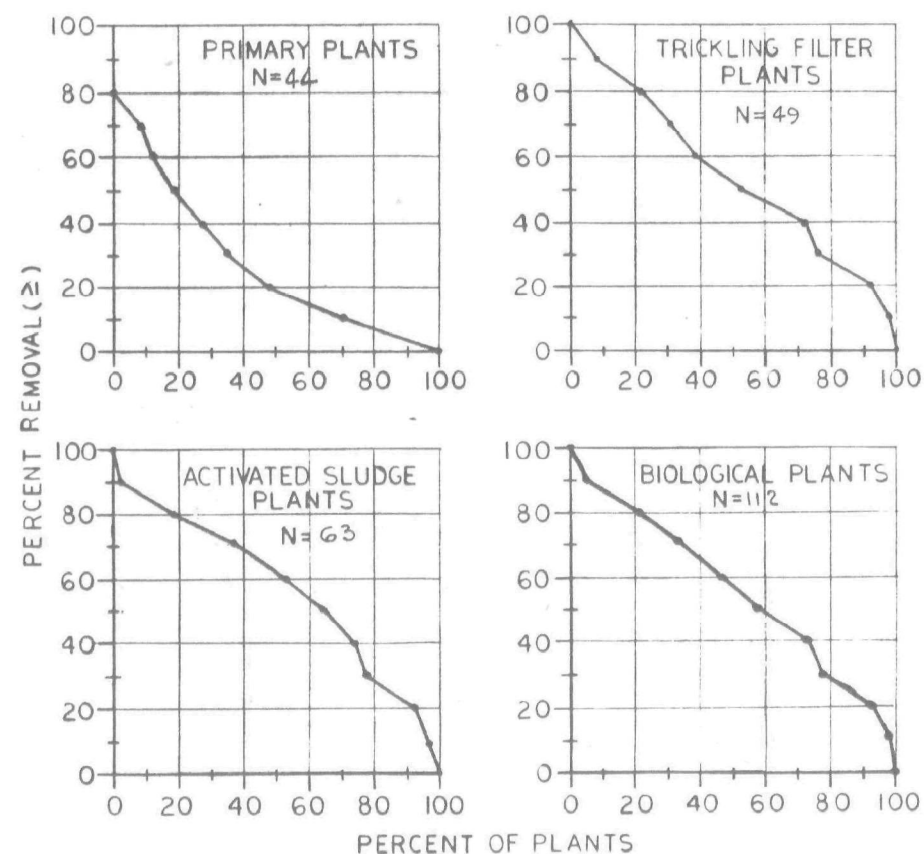 PERCENT REMOVAL (≥)
PRIMARY PLANTS
N=44
100
80
60
40
20
0
0 20 40 60 80 100
TRICKLING FILTER
PLANTS
N=49
100
80
60
40
20
0
0 20 40 60 80 100
ACTIVATED SLUDGE
PLANTS
N=63
100
80
60
40
20
0
0 20 40 60 80 100
BIOLOGICAL PLANTS
N=112
100
80
60
40
20
0
0 20 40 60 80 100
PERCENT OF PLANTS